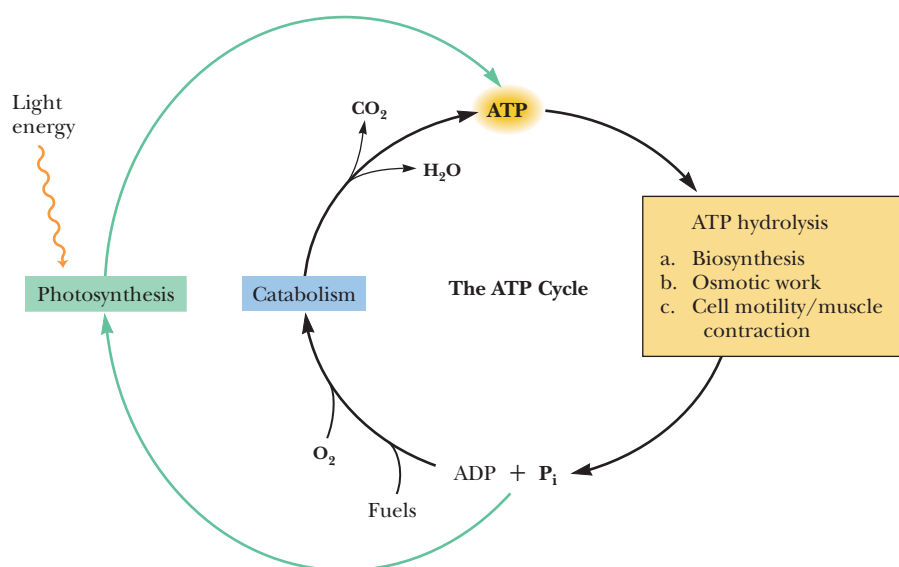 Light
energy
CO₂
H₂O
ATP
Photosynthesis
Catabolism
The ATP Cycle
ATP hydrolysis
a. Biosynthesis
b. Osmotic work
c. Cell motility/muscle
contraction
O₂
Fuels
ADP + Pᵢ